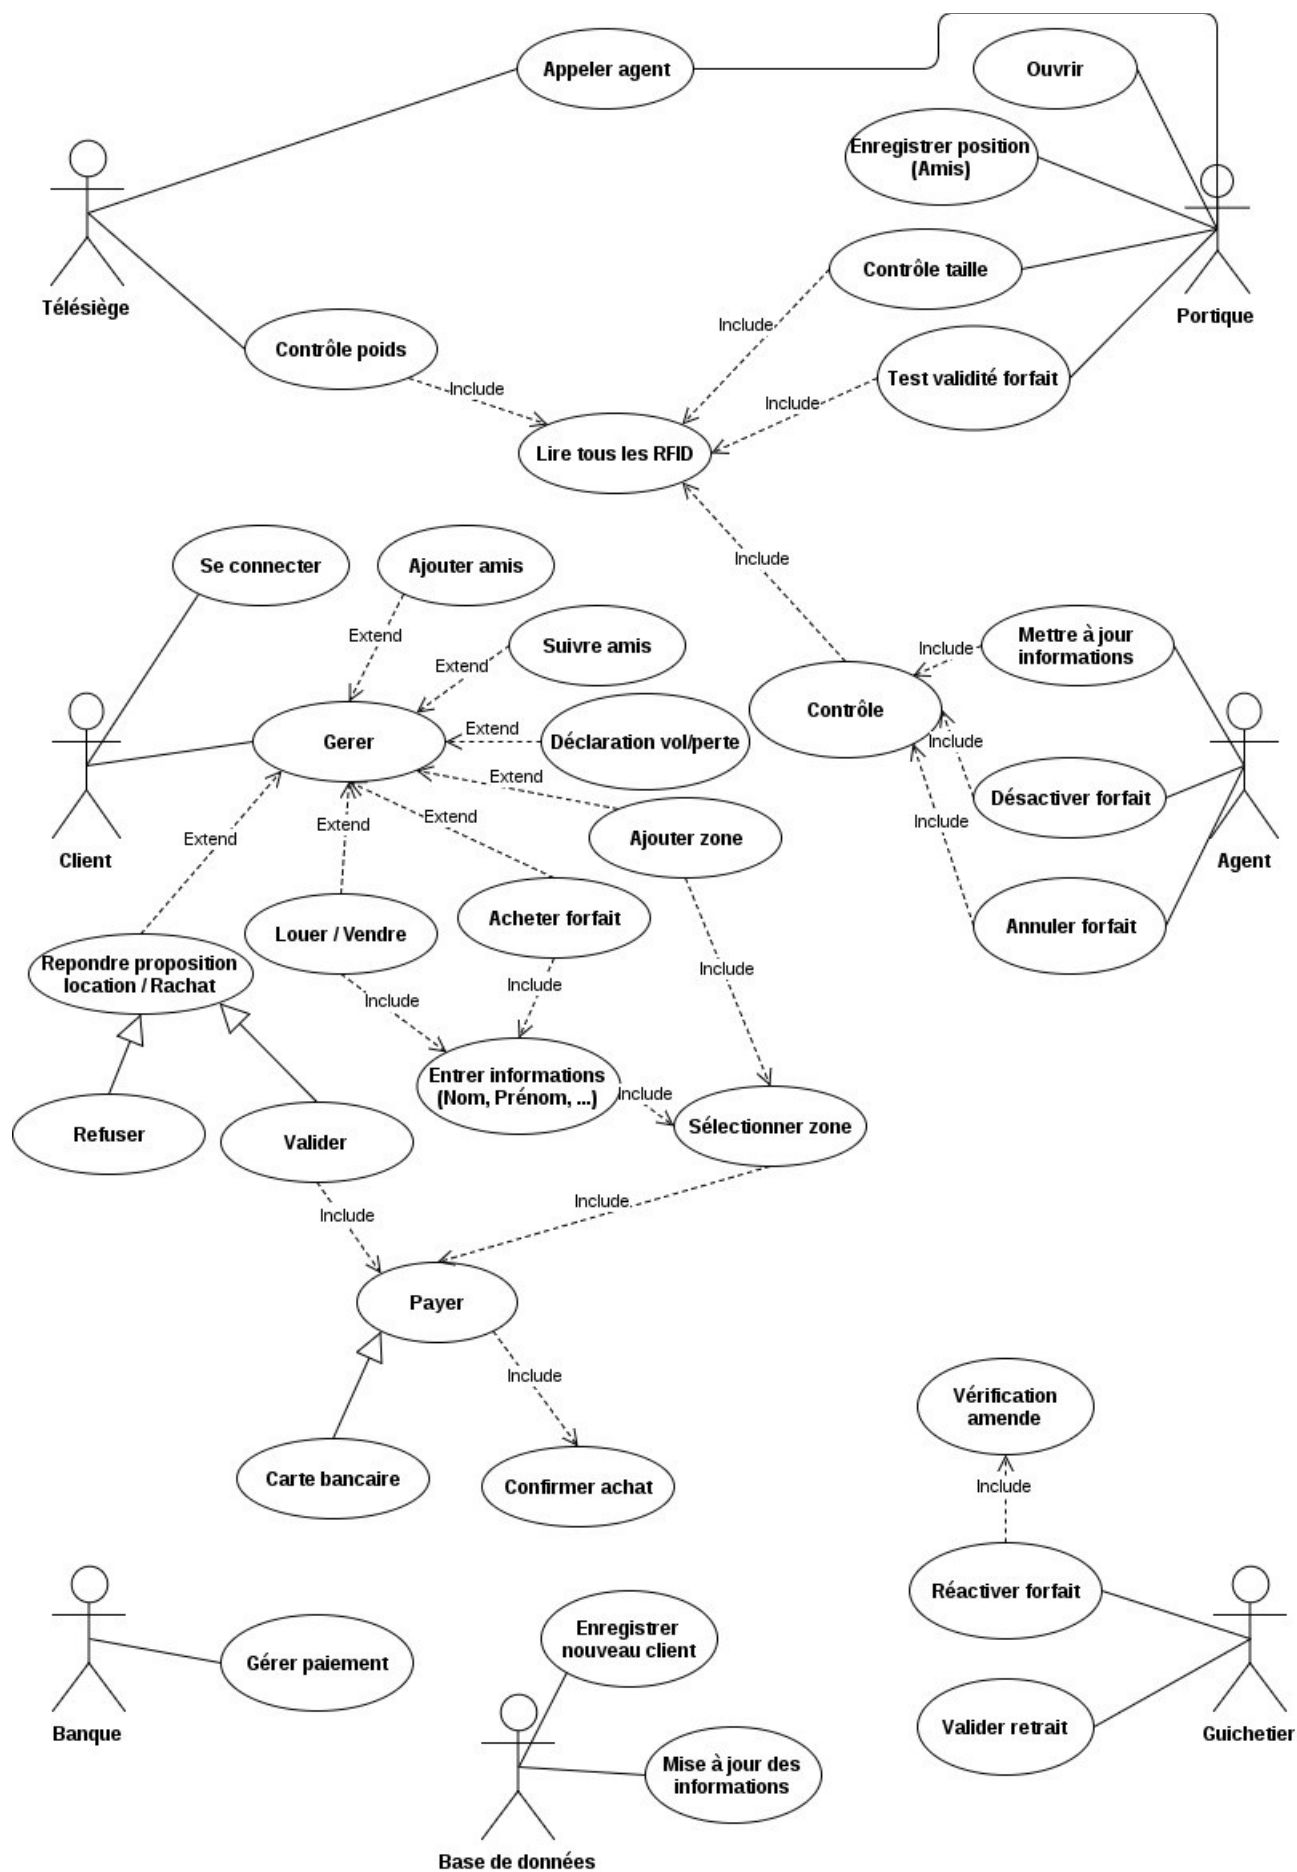 Appeler agent
Ouvrir
Enregistrer position
(Amis)
Contrôle taille
Télésiège
Portique
Include
Contrôle poids
Test validité forfait
Include
Include
Lire tous les RFID
Se connecter
Ajouter amis
Include
Extend
Suivre amis
Mettre à jour
informations
Include
Extend
Contrôle
Gerer
Extend
Déclaration vol/perte
Include
Extend
Désactiver forfait
Extend
Extend
Extend
Include
Ajouter zone
Client
Agent
Louer / Vendre
Acheter forfait
Annuler forfait
Repondre proposition
location / Rachat
Include
Include
Include
Entrer informations
(Nom, Prénom, ...)
Include
Sélectionner zone
Refuser
Valider
Include
Include
Payer
Include
Vérification
amende
Carte bancaire
Confirmer achat
Include
Réactiver forfait
Enregistrer
nouveau client
Gérer paiement
Banque
Valider retrait
Guichetier
Mise à jour des
informations
Base de données